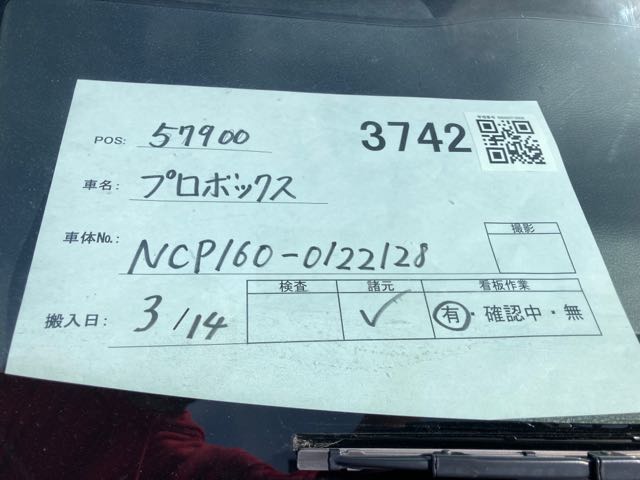 POS: 57900
3742
車名: プロボックス
車体No.: NCP160-0122128
撮影
搬入日: 3/14
検査 諸元 看板作業
✓ 有・確認中・無